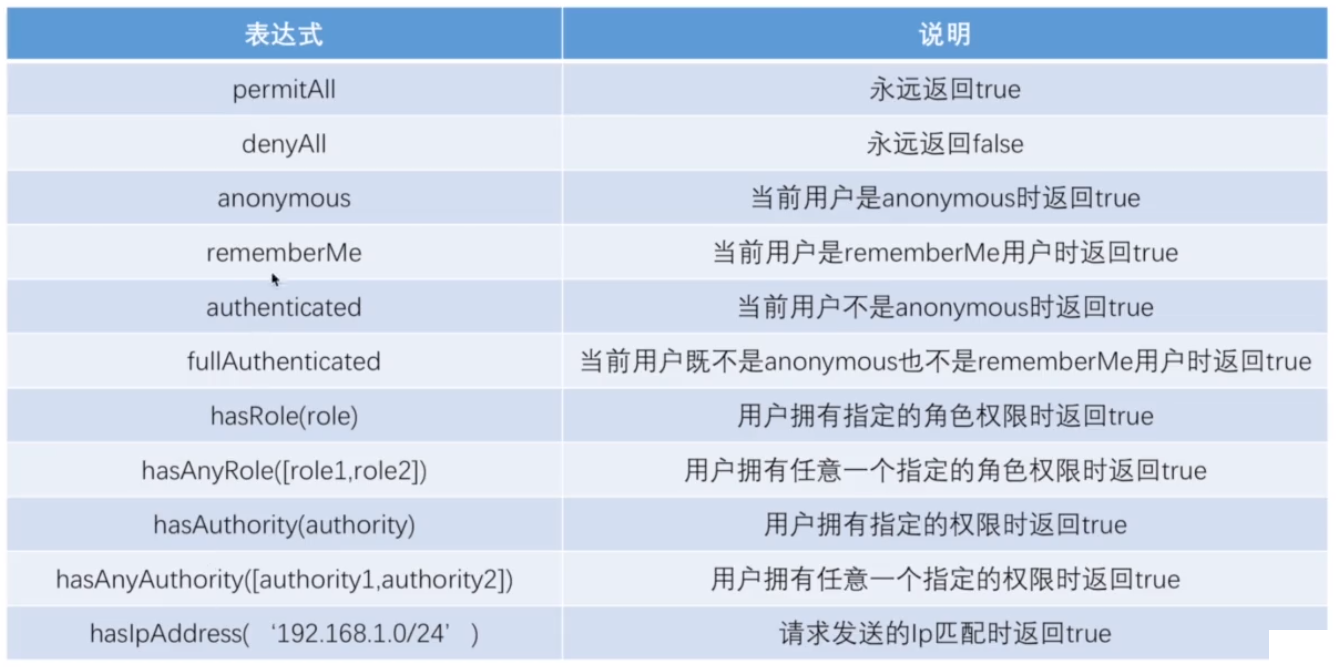 表达式 说明
permitAll 永远返回true
denyAll 永远返回false
anonymous 当前用户是anonymous时返回true
rememberMe 当前用户是rememberMe用户时返回true
authenticated 当前用户不是anonymous时返回true
fullAuthenticated 当前用户既不是anonymous也不是rememberMe用户时返回true
hasRole(role) 用户拥有指定的角色权限时返回true
hasAnyRole([role1,role2]) 用户拥有任意一个指定的角色权限时返回true
hasAuthority(authority) 用户拥有指定的权限时返回true
hasAnyAuthority([authority1,authority2]) 用户拥有任意一个指定的权限时返回true
hasIpAddress( ‘192.168.1.0/24’ ) 请求发送的Ip匹配时返回true